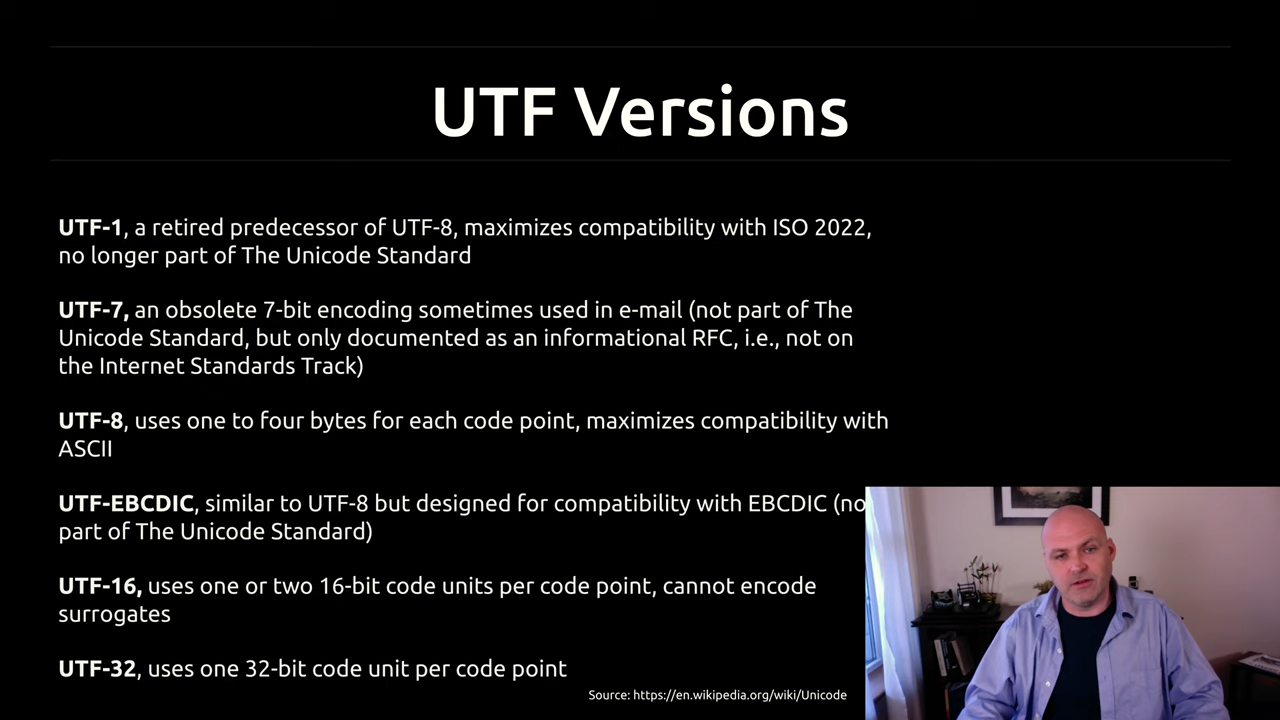 UTF Versions
UTF-1, a retired predecessor of UTF-8, maximizes compatibility with ISO 2022,
no longer part of The Unicode Standard
UTF-7, an obsolete 7-bit encoding sometimes used in e-mail (not part of The
Unicode Standard, but only documented as an informational RFC, i.e., not on
the Internet Standards Track)
UTF-8, uses one to four bytes for each code point, maximizes compatibility with
ASCII
UTF-EBCDIC, similar to UTF-8 but designed for compatibility with EBCDIC (no
part of The Unicode Standard)
UTF-16, uses one or two 16-bit code units per code point, cannot encode
surrogates
UTF-32, uses one 32-bit code unit per code point
Source: https://en.wikipedia.org/wiki/Unicode